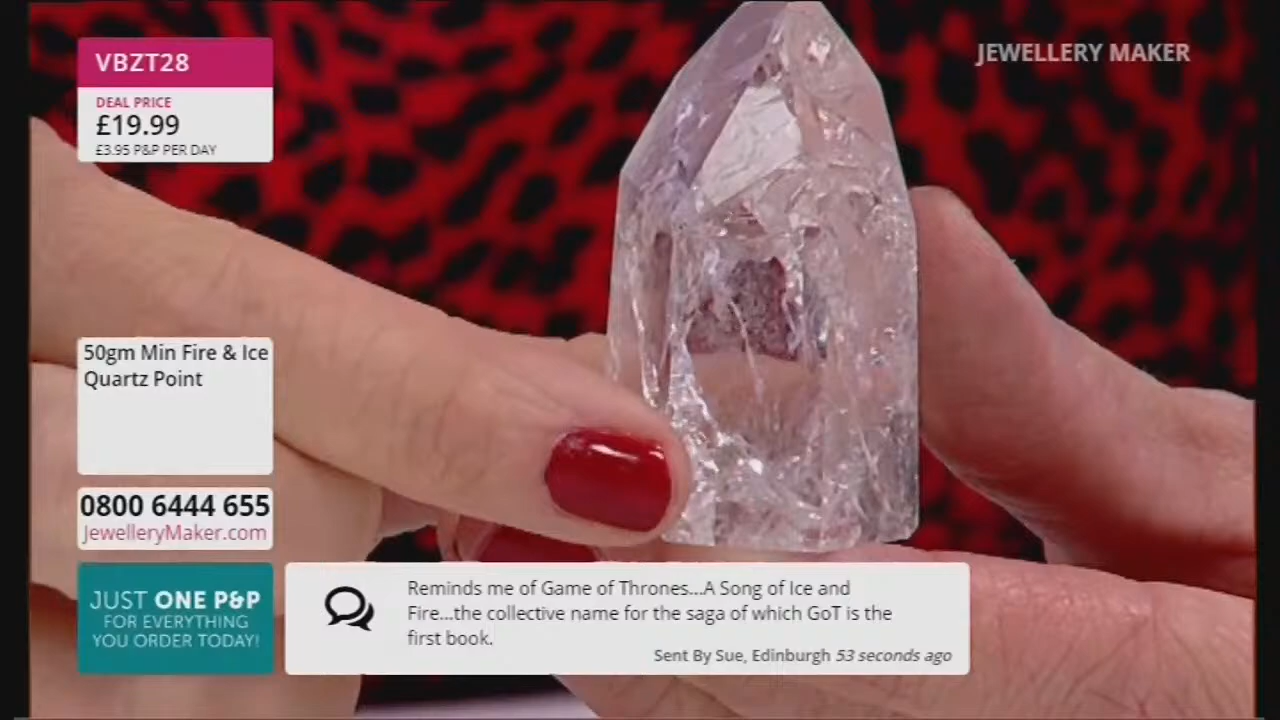 VBZT28
DEAL PRICE
£19.99
£3.95 P&P PER DAY
JEWELLERY MAKER
50gm Min Fire & Ice
Quartz Point
0800 6444 655
JewelleryMaker.com
JUST ONE P&P
FOR EVERYTHING
YOU ORDER TODAY!
Reminds me of Game of Thrones...A Song of Ice and
Fire...the collective name for the saga of which GoT is the
first book.
Sent By Sue, Edinburgh 53 seconds ago